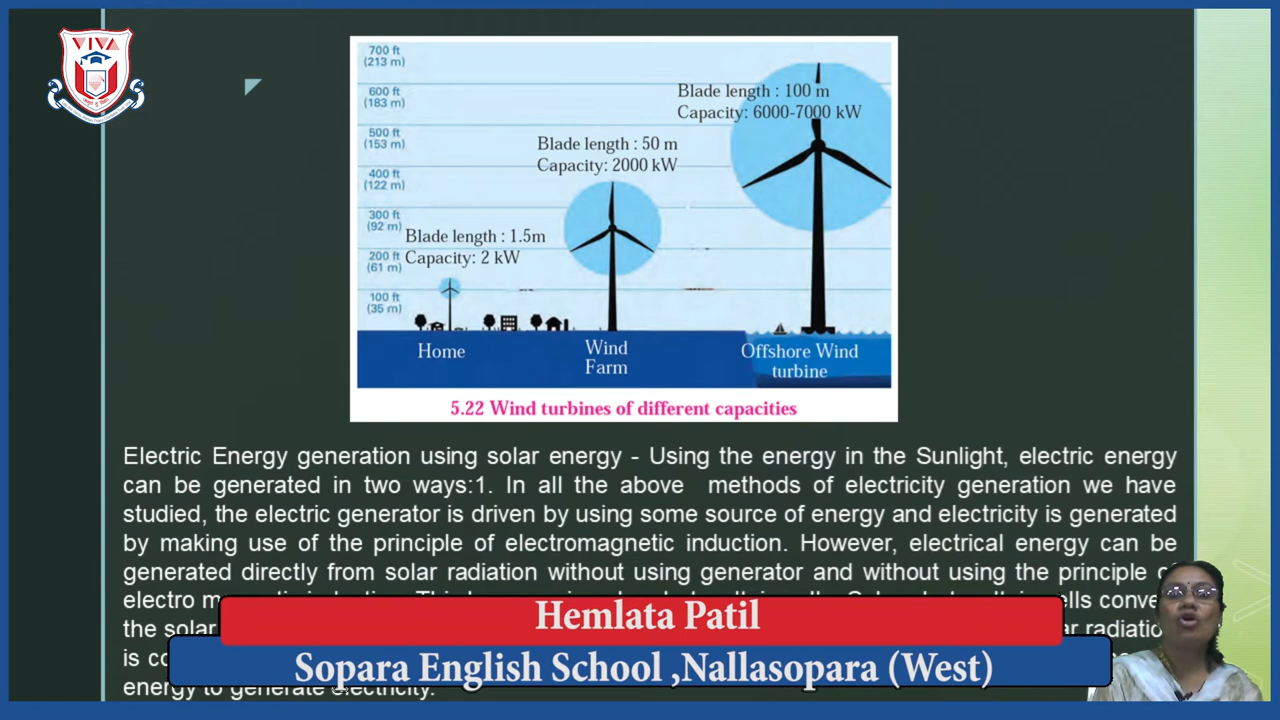 VIVA
700 ft
(213 m)
600 ft
(183 m)
500 ft
(153 m)
400 ft
(122 m)
300 ft
(92 m)
200 ft
(61 m)
100 ft
(35 m)
Blade length : 100 m
Capacity: 6000-7000 kW
Blade length : 50 m
Capacity: 2000 kW
Blade length : 1.5m
Capacity: 2 kW
Home
Wind
Farm
Offshore Wind
turbine
5.22 Wind turbines of different capacities
Electric Energy generation using solar energy - Using the energy in the Sunlight, electric energy
can be generated in two ways:1. In all the above methods of electricity generation we have
studied, the electric generator is driven by using some source of energy and electricity is generated
by making use of the principle of electromagnetic induction. However, electrical energy can be
generated directly from solar radiation without using generator and without using the principle
electro
the solar
is
energy to generate electricity.
Hemlata Patil
Sopara English School ,Nallasopara (West)